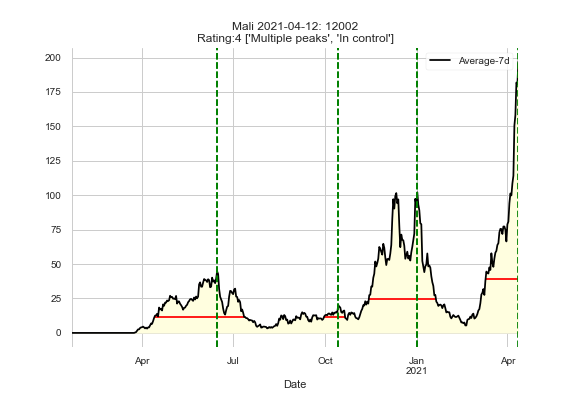 Mali 2021-04-12: 12002
Rating:4 ['Multiple peaks', 'In control']
Average-7d
200
175
150
125
100
75
50
25
0
Apr
Jul
Oct
Jan
2021
Apr
Date